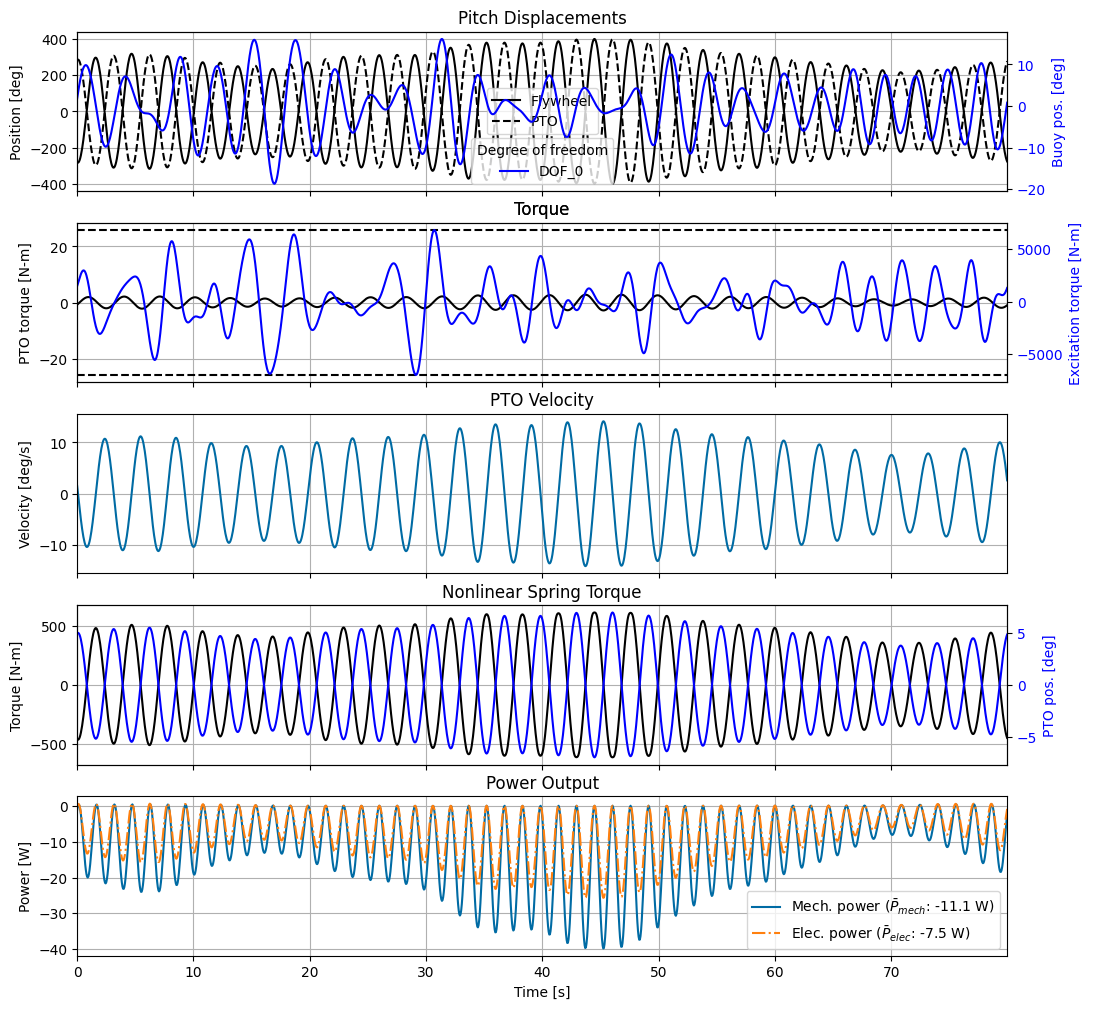 Pitch Displacements
Position [deg]
400
200
0
−200
−400
Flywheel
PTO
Degree of freedom
DOF_0
10
0
−10
−20
Buoy pos. [deg]
Torque
PTO torque [N-m]
20
0
−20
5000
0
−5000
Excitation torque [N-m]
PTO Velocity
Velocity [deg/s]
10
0
−10
Nonlinear Spring Torque
Torque [N-m]
500
0
−500
5
0
−5
PTO pos. [deg]
Power Output
Power [W]
0
−10
−20
−30
−40
Mech. power (P̄mech: -11.1 W)
Elec. power (P̄elec: -7.5 W)
0 10 20 30 40 50 60 70
Time [s]